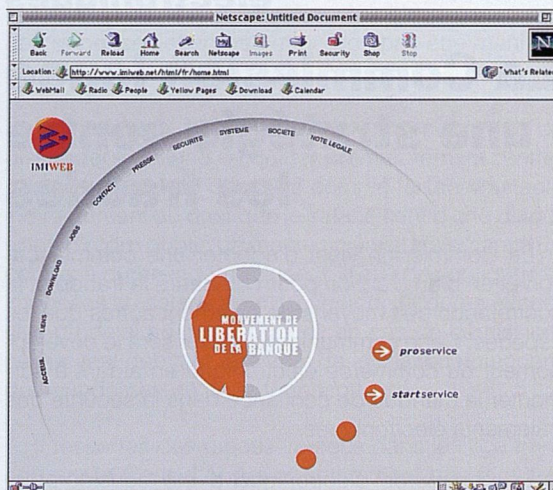 Netscape: Untitled Document
Back Forward Reload Home Search Netscape Images Print Security Shop Stop
N
Location: http://www.imiweb.net/html/fr/home.html
What's Relate
WebMail Radio People Yellow Pages Download Calendar
IMIWEB
ACCEUIL
LIENS
DOWNLOAD
JOBS
CONTACT
PRESSE
SECURITE
SYSTEME
SOCIETE
NOTE LEGALE
MOUVEMENT DE
LIBERATION
DE LA BANQUE
proservice
startservice